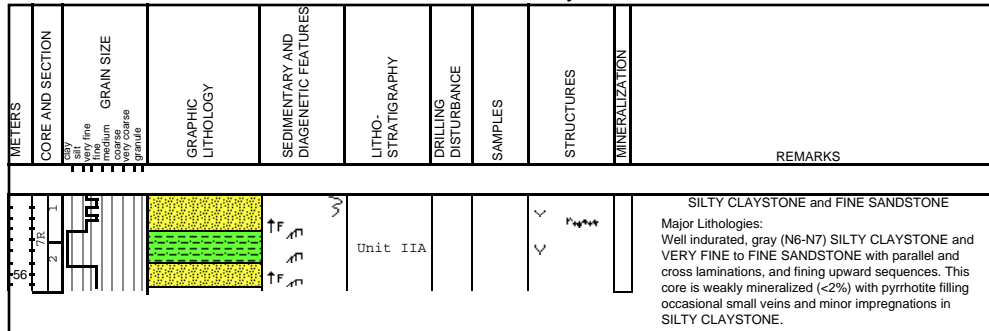 METERS
CORE AND SECTION
GRAIN SIZE
clay
silt
very fine
fine
medium
coarse
very coarse
granule
GRAPHIC
LITHOLOGY
SEDIMENTARY AND
DIAGENETIC FEATURES
LITHO-
STRATIGRAPHY
DRILLING
DISTURBANCE
SAMPLES
STRUCTURES
MINERALIZATION
REMARKS
56
7R
1
2
F
F
Unit IIA
SILTY CLAYSTONE and FINE SANDSTONE
Major Lithologies:
Well indurated, gray (N6-N7) SILTY CLAYSTONE and
VERY FINE to FINE SANDSTONE with parallel and
cross laminations, and fining upward sequences. This
core is weakly mineralized (<2%) with pyrrhotite filling
occasional small veins and minor impregnations in
SILTY CLAYSTONE.